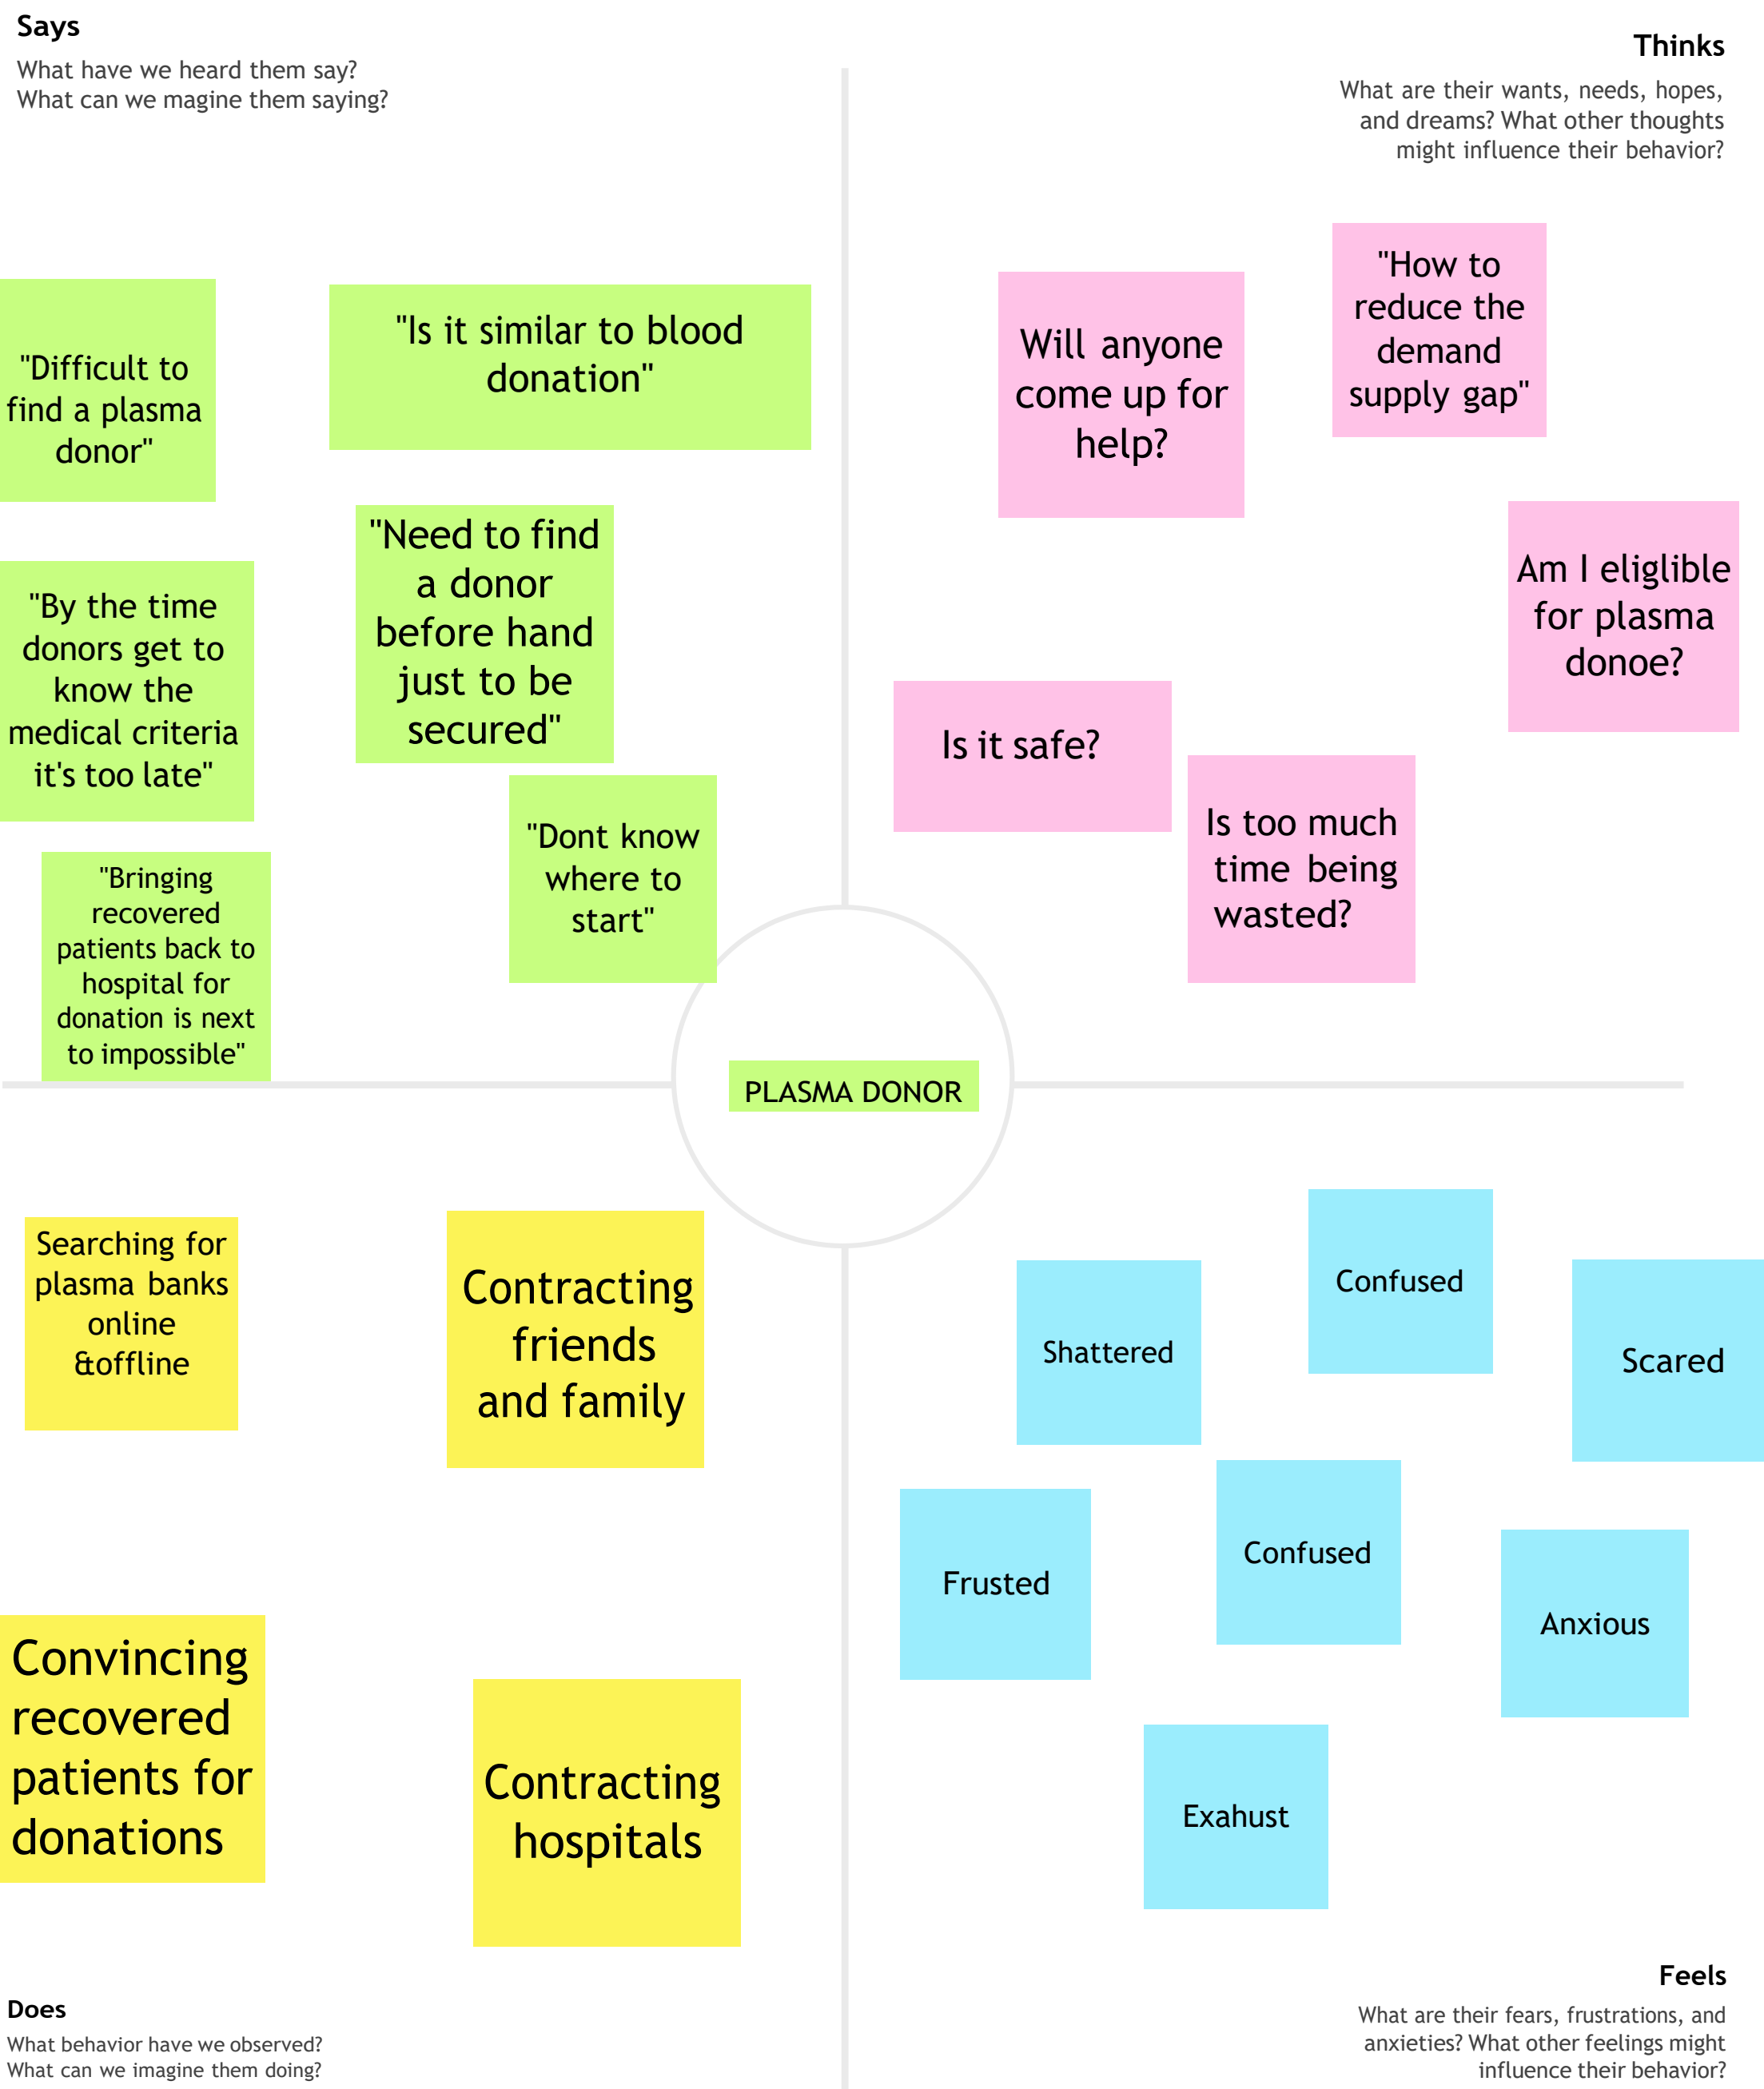 Says
What have we heard them say?
What can we magine them saying?
Thinks
What are their wants, needs, hopes,
and dreams? What other thoughts
might influence their behavior?
"Difficult to
find a plasma
donor"
"Is it similar to blood
donation"
"By the time
donors get to
know the
medical criteria
it's too late"
"Need to find
a donor
before hand
just to be
secured"
"Dont know
where to
start"
"Bringing
recovered
patients back to
hospital for
donation is next
to impossible"
Will anyone
come up for
help?
"How to
reduce the
demand
supply gap"
Am I eliglible
for plasma
donoe?
Is it safe?
Is too much
time being
wasted?
PLASMA DONOR
Searching for
plasma banks
online
&offline
Contracting
friends
and family
Convincing
recovered
patients for
donations
Contracting
hospitals
Shattered
Confused
Scared
Frusted
Confused
Anxious
Exahust
Does
What behavior have we observed?
What can we imagine them doing?
Feels
What are their fears, frustrations, and
anxieties? What other feelings might
influence their behavior?